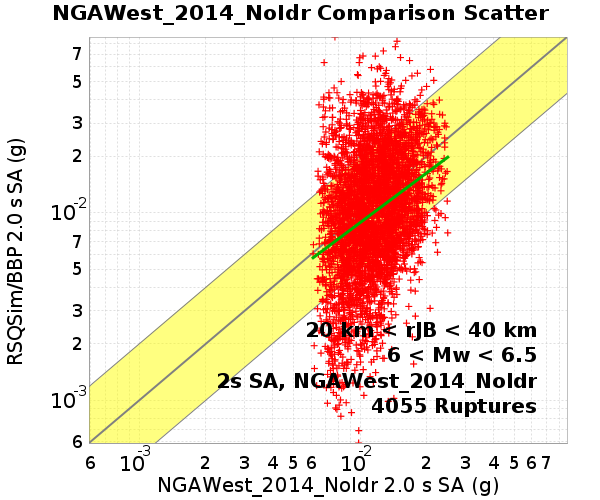 NGAWest_2014_NoIdr Comparison Scatter
RSQSim/BBP 2.0 s SA (g)
7
5
3
2
10-2
7
5
3
2
10-3
6
20 km < rJB < 40 km
6 < Mw < 6.5
2s SA, NGAWest_2014_NoIdr
4055 Ruptures
6 10-3 2 3 4 5 6 10-2 2 3 4 5 6 7
NGAWest_2014_NoIdr 2.0 s SA (g)